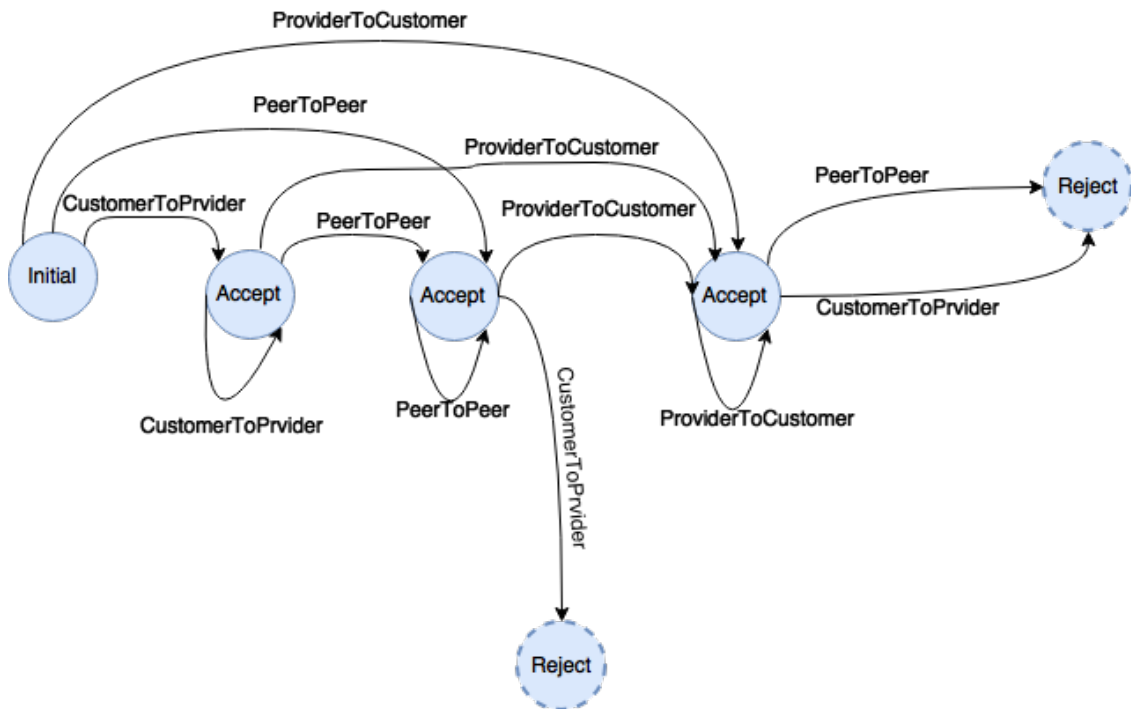 ProviderToCustomer
PeerToPeer
ProviderToCustomer
PeerToPeer
Reject
CustomerToPrvider
ProviderToCustomer
PeerToPeer
Initial
Accept
Accept
Accept
CustomerToPrvider
PeerToPeer
ProviderToCustomer
CustomerToPrvider
CustomerToPrvider
Reject